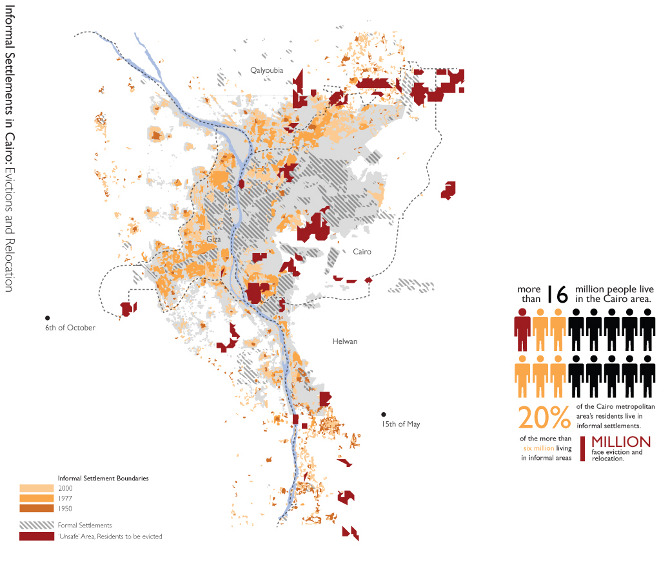 Informal Settlements in Cairo: Evictions and Relocation
Qalyoubia
Giza
Cairo
6th of October
Helwan
15th of May
more than 16 million people live in the Cairo area.
20% of the Cairo metropolitan area's residents live in informal settlements.
of the more than six million living in informal areas
1 MILLION face eviction and relocation.
Informal Settlement Boundaries
2000
1977
1950
Formal Settlements
'Unsafe' Area, Residents to be evicted